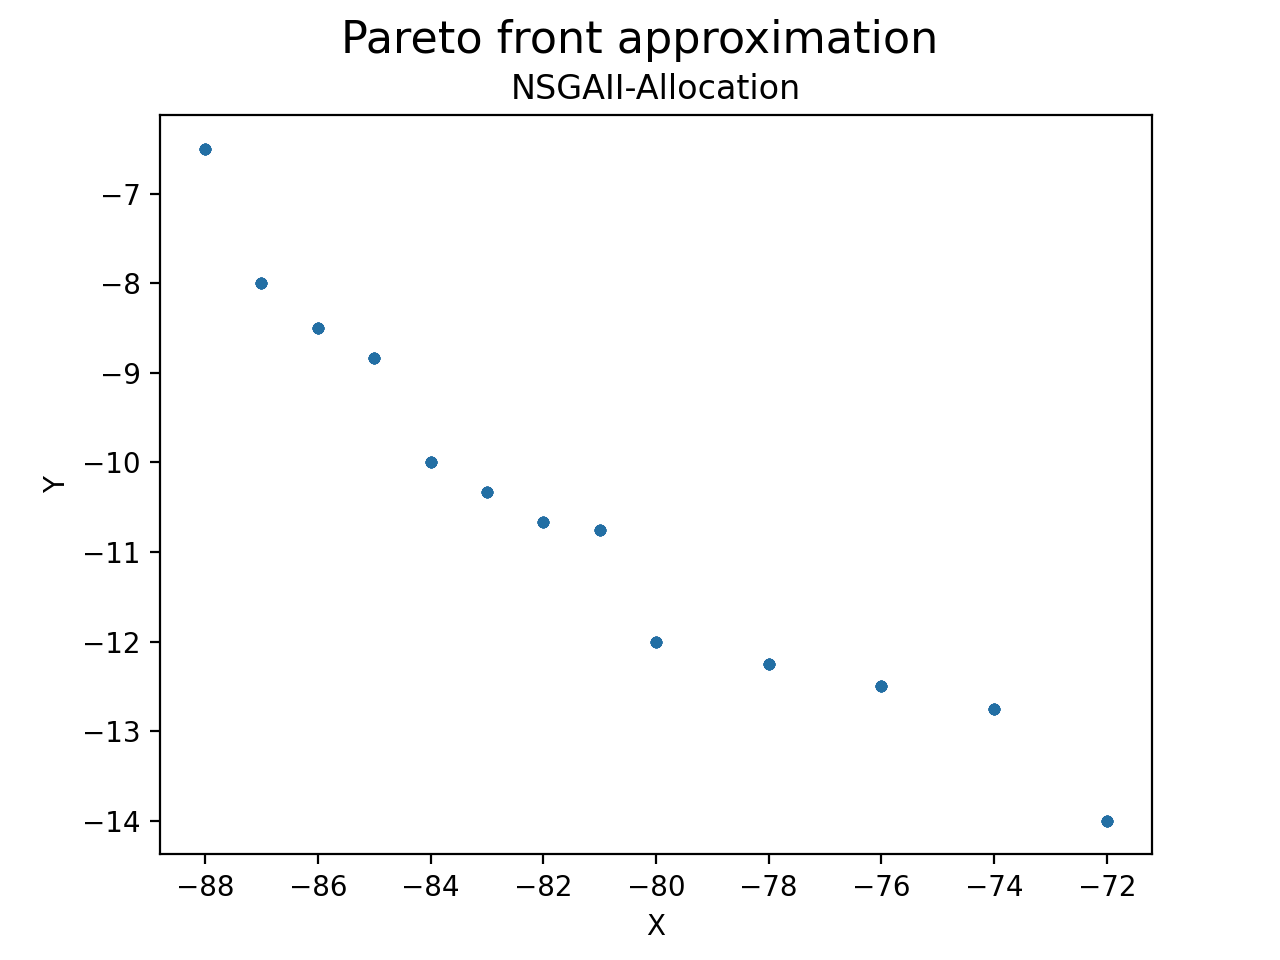 Pareto front approximation
NSGAII-Allocation
−7
−8
−9
−10
−11
−12
−13
−14
Y
−88 −86 −84 −82 −80 −78 −76 −74 −72
X